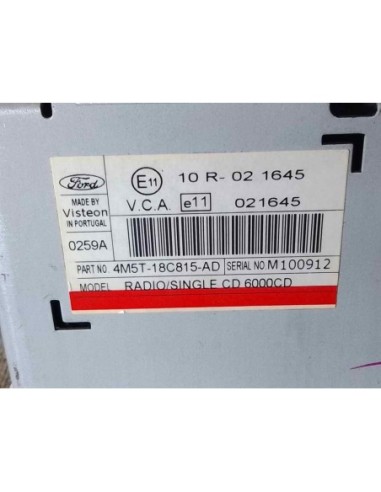 Ford
E11 10 R- 02 1645
MADE BY
Visteon
IN PORTUGAL
V.C.A. e11 021645
0259A
PART NO. 4M5T-18C815-AD SERIAL NO. M100912
MODEL RADIO/SINGLE CD 6000CD